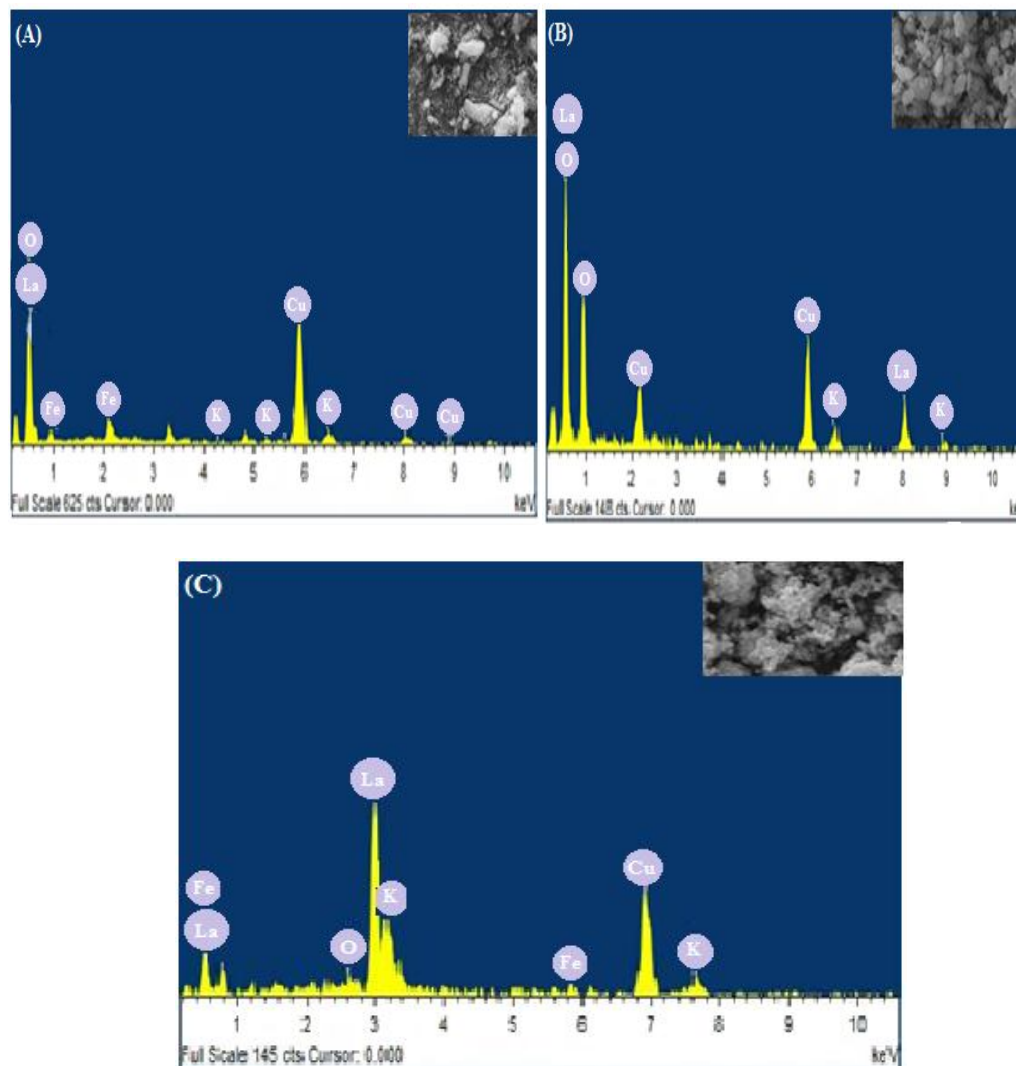 (A)
O
La
Cu
Fe
Fe
K
K
K
Cu
Cu
1 2 3 4 5 6 7 8 9 10
Full Scale 625 cts Cursor: 0.000 keV
(B)
La
O
O
Cu
Cu
K
La
K
1 2 3 4 5 6 7 8 9 10
Full Scale 148 cts Cursor: 0.000 ke
(C)
La
Fe
La
K
O
Fe
Cu
K
1 2 3 4 5 6 7 8 9 10
Full Scale 145 cts Cursor: 0.000 keV